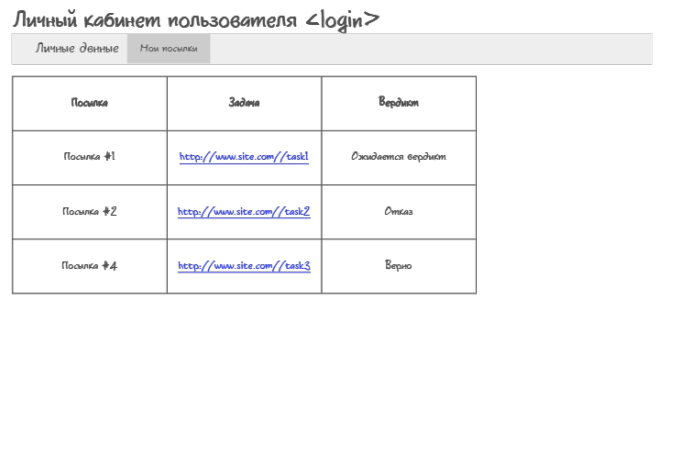 Личный кабинет пользователя <login>
Личные данные Мои посылки
Посылка Задача Вердикт
Посылка #1 http://www.site.com//task1 Ожидается вердикт
Посылка #2 http://www.site.com//task2 Отказ
Посылка #4 http://www.site.com//task3 Верно